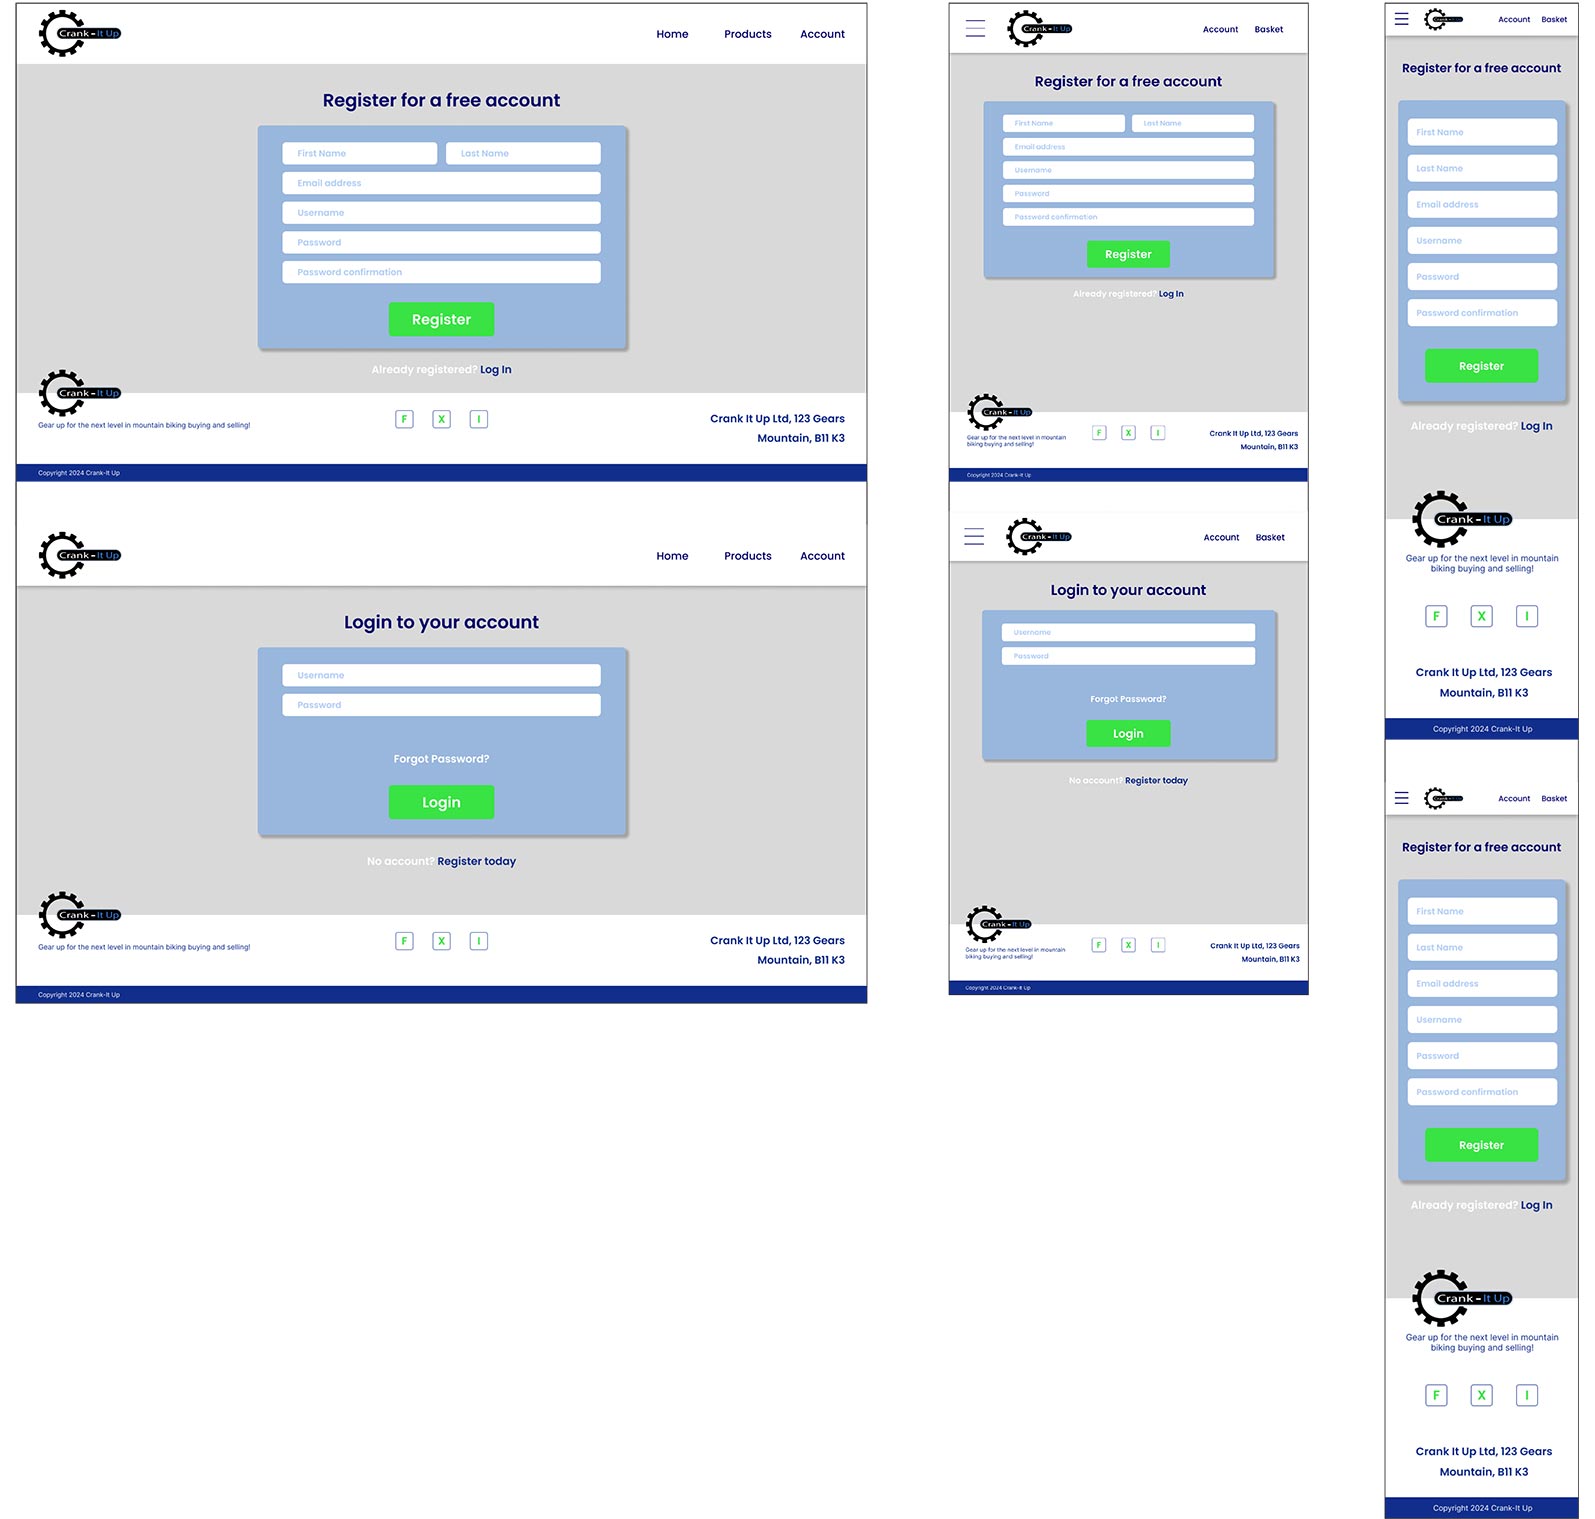 Crank-It Up
Home Products Account
Register for a free account
First Name Last Name
Email address
Username
Password
Password confirmation
Register
Already registered? Log In
Crank-It Up
Gear up for the next level in mountain biking buying and selling!
F X I
Crank It Up Ltd, 123 Gears
Mountain, B11 K3
Copyright 2024 Crank-It Up
Crank-It Up
Home Products Account
Login to your account
Username
Password
Forgot Password?
Login
No account? Register today
Crank-It Up
Gear up for the next level in mountain biking buying and selling!
F X I
Crank It Up Ltd, 123 Gears
Mountain, B11 K3
Copyright 2024 Crank-It Up
Crank-It Up
Account Basket
Register for a free account
First Name Last Name
Email address
Username
Password
Password confirmation
Register
Already registered? Log In
Crank-It Up
Gear up for the next level in mountain
biking buying and selling!
F X I
Crank It Up Ltd, 123 Gears
Mountain, B11 K3
Copyright 2024 Crank-It Up
Crank-It Up
Account Basket
Login to your account
Username
Password
Forgot Password?
Login
No account? Register today
Crank-It Up
Gear up for the next level in mountain
biking buying and selling!
F X I
Crank It Up Ltd, 123 Gears
Mountain, B11 K3
Copyright 2024 Crank-It Up
Crank-It Up
Account Basket
Register for a free account
First Name
Last Name
Email address
Username
Password
Password confirmation
Register
Already registered? Log In
Crank-It Up
Gear up for the next level in mountain
biking buying and selling!
F X I
Crank It Up Ltd, 123 Gears
Mountain, B11 K3
Copyright 2024 Crank-It Up
Crank-It Up
Account Basket
Register for a free account
First Name
Last Name
Email address
Username
Password
Password confirmation
Register
Already registered? Log In
Crank-It Up
Gear up for the next level in mountain
biking buying and selling!
F X I
Crank It Up Ltd, 123 Gears
Mountain, B11 K3
Copyright 2024 Crank-It Up